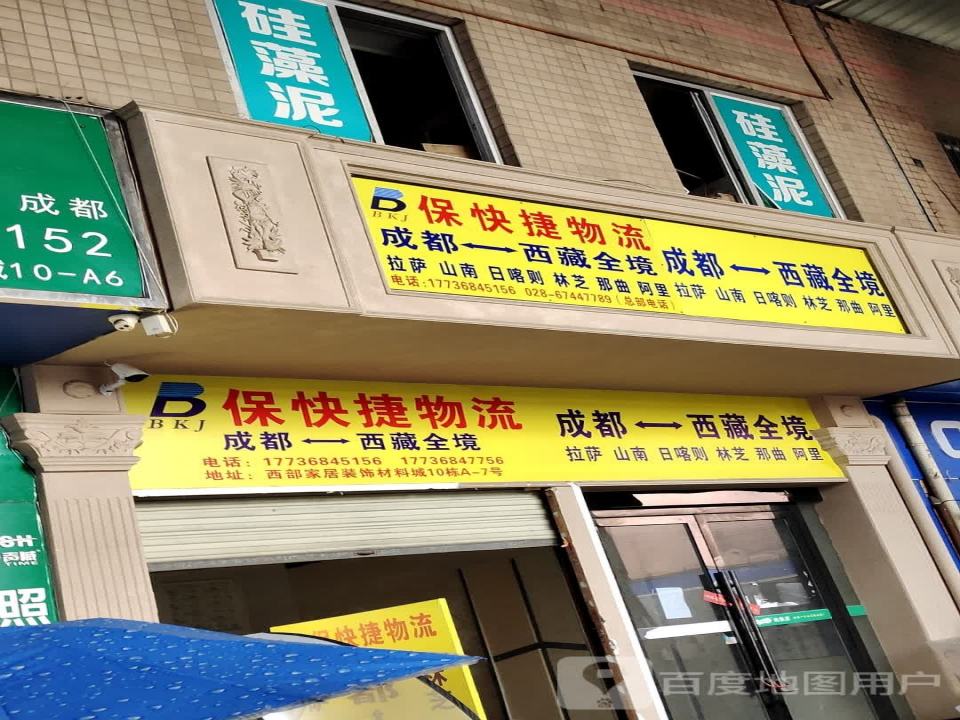 硅藻泥
硅藻泥
成都
152
城10-A6
B
BKJ
保快捷物流
成都←→西藏全境
拉萨 山南 日喀则 林芝 那曲 阿里
电话:17736845156 028-67447789(总部电话)
成都←→西藏全境
拉萨 山南 日喀则 林芝 那曲 阿里
B
BKJ
保快捷物流
成都←→西藏全境
电话: 17736845156 17736847756
地址: 西部家居装饰材料城10栋A-7号
成都←→西藏全境
拉萨 山南 日喀则 林芝 那曲 阿里
TIME
照
保快捷物流
百度地图用户